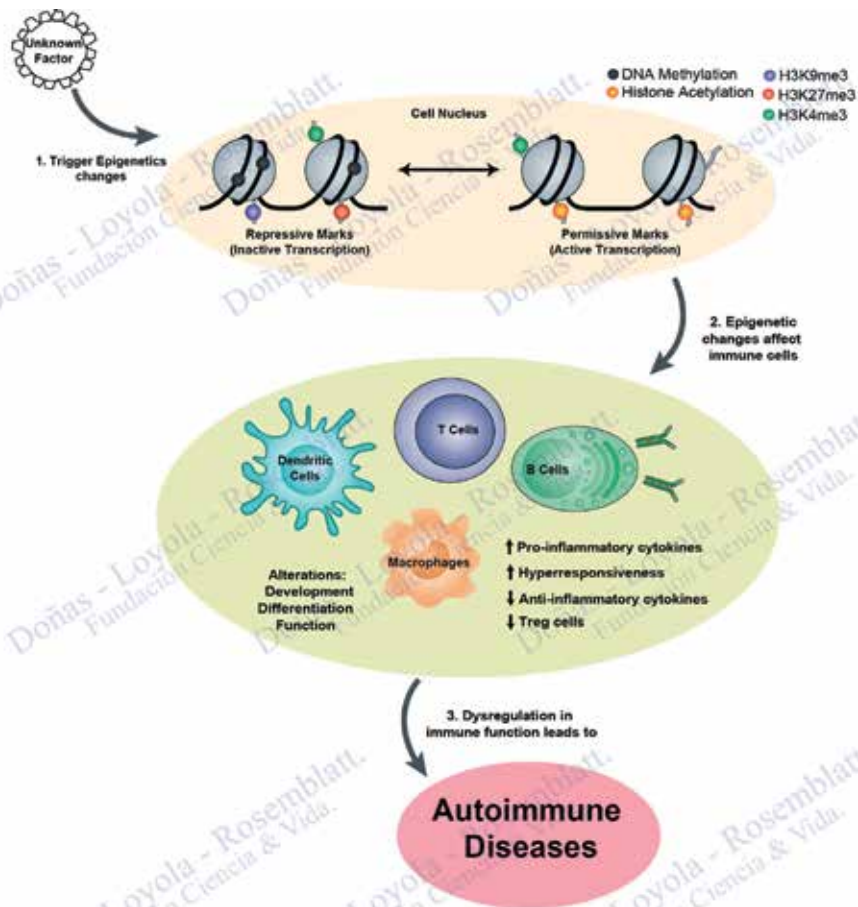 Unknown
Factor
DNA Methylation
Histone Acetylation
H3K9me3
H3K27me3
H3K4me3
Cell Nucleus
1. Trigger Epigenetics
changes
Repressive Marks
(Inactive Transcription)
Permissive Marks
(Active Transcription)
2. Epigenetic
changes affect
immune cells
Dendritic
Cells
T Cells
B Cells
Macrophages
Alterations:
Development
Differentiation
Function
↑ Pro-inflammatory cytokines
↑ Hyperresponsiveness
↓ Anti-inflammatory cytokines
↓ Treg cells
3. Dysregulation in
immune function leads to
Autoimmune
Diseases
Doñas - Loyola - Rosemblatt.
Fundación Ciencia & Vida.